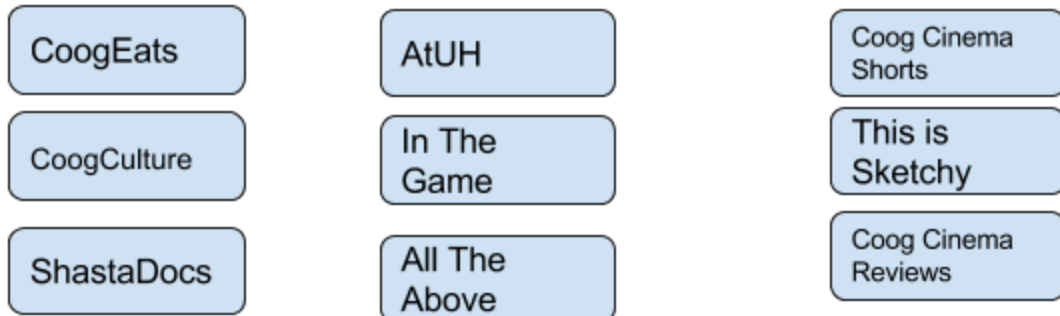 CoogEats
AtUH
Coog Cinema
Shorts
CoogCulture
In The
Game
This is
Sketchy
ShastaDocs
All The
Above
Coog Cinema
Reviews